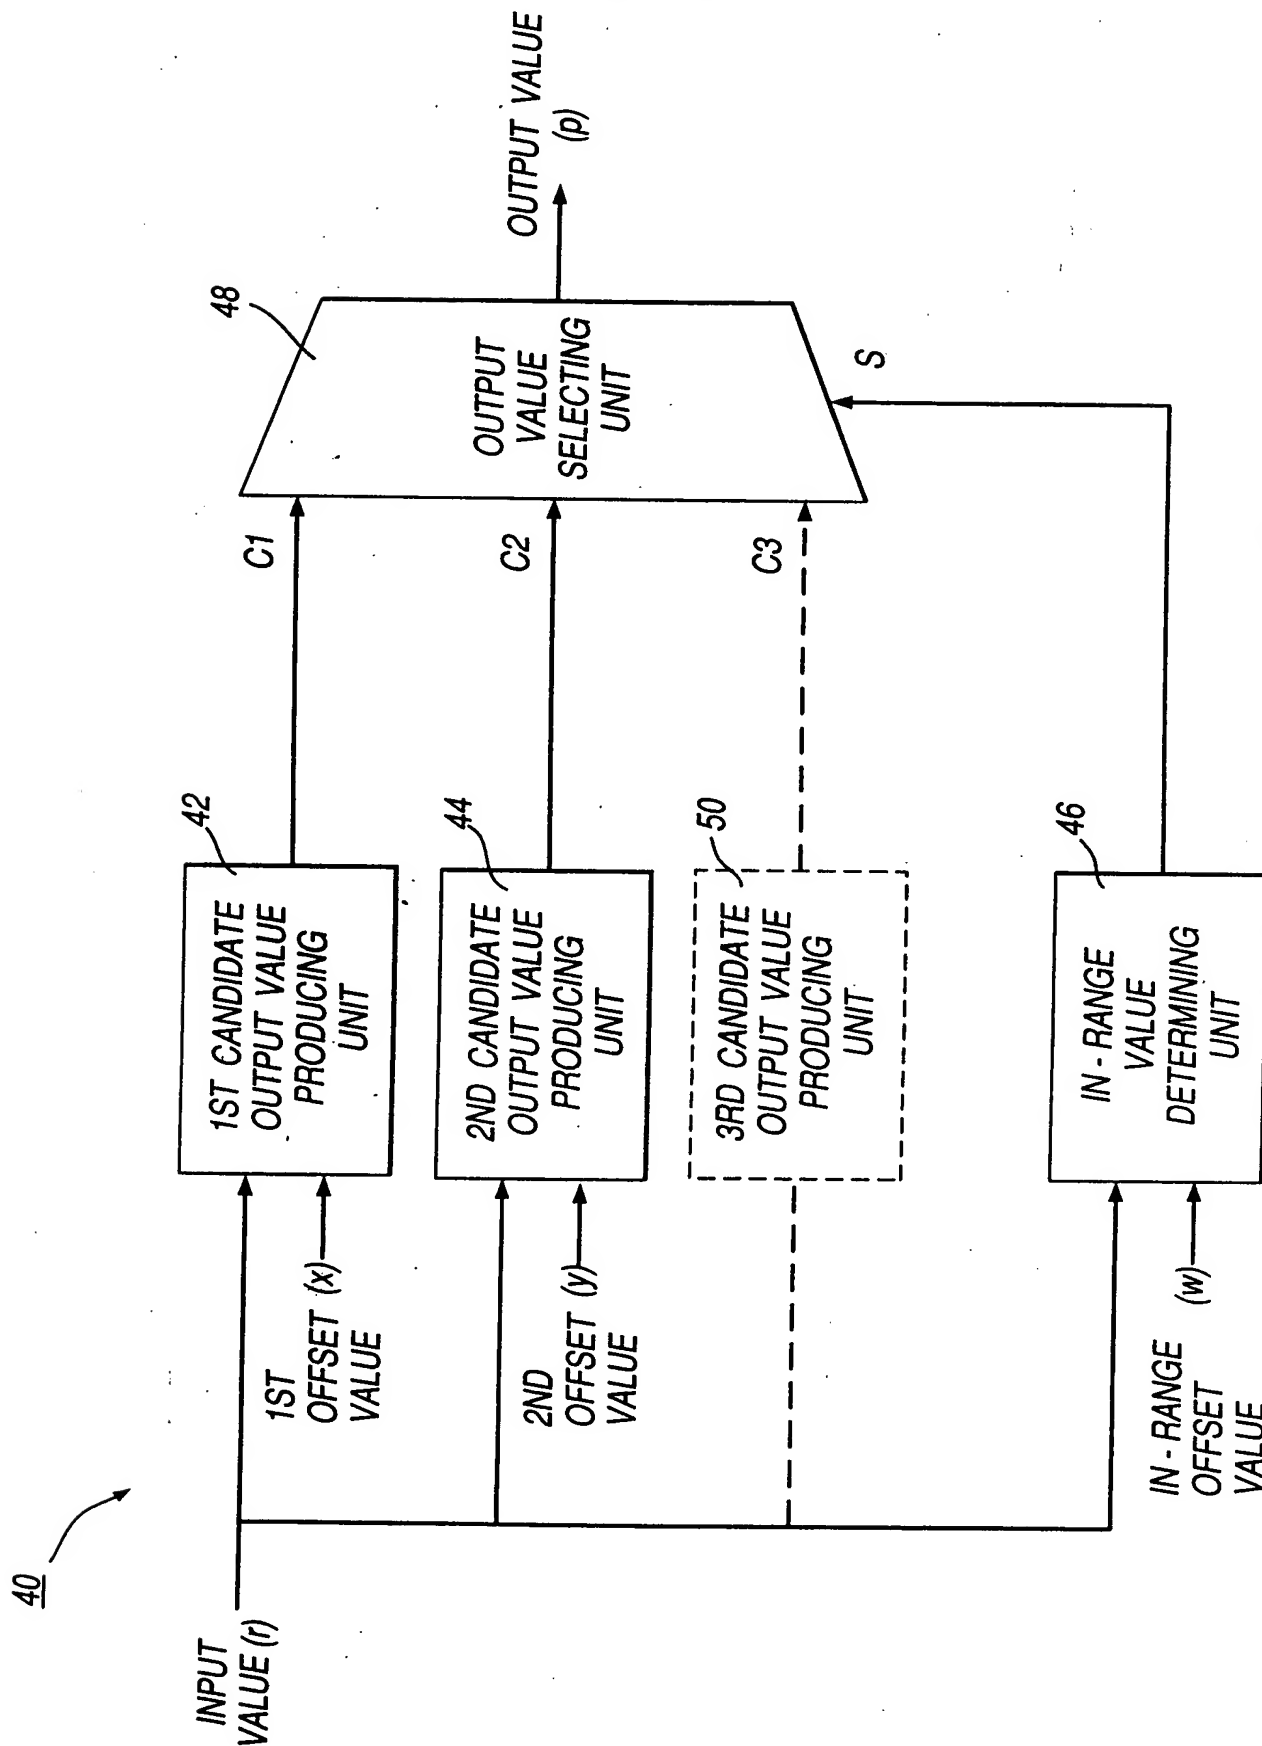 40
INPUT
VALUE (r)
1ST
OFFSET (x)
VALUE
1ST CANDIDATE
OUTPUT VALUE
PRODUCING
UNIT
42
C1
2ND
OFFSET (y)
VALUE
2ND CANDIDATE
OUTPUT VALUE
PRODUCING
UNIT
44
C2
3RD CANDIDATE
OUTPUT VALUE
PRODUCING
UNIT
50
C3
IN - RANGE
OFFSET (w)
VALUE
IN - RANGE
VALUE
DETERMINING
UNIT
46
S
OUTPUT
VALUE
SELECTING
UNIT
48
OUTPUT VALUE
(p)